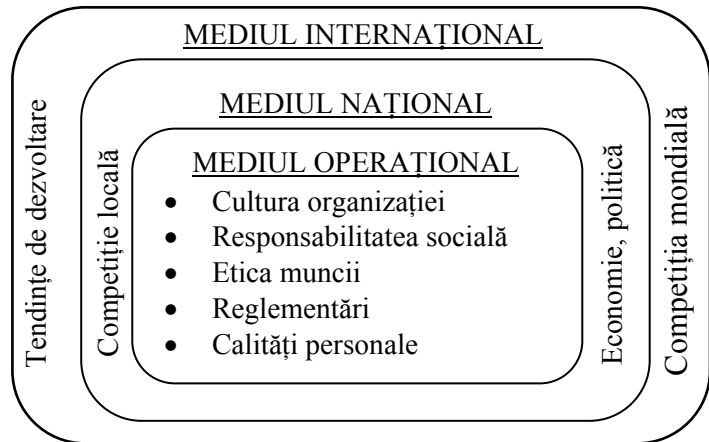 MEDIUL INTERNAȚIONAL
Tendințe de dezvoltare
MEDIUL NAȚIONAL
Competiție locală
MEDIUL OPERAȚIONAL
• Cultura organizației
• Responsabilitatea socială
• Etica muncii
• Reglementări
• Calități personale
Economie, politică
Competiția mondială